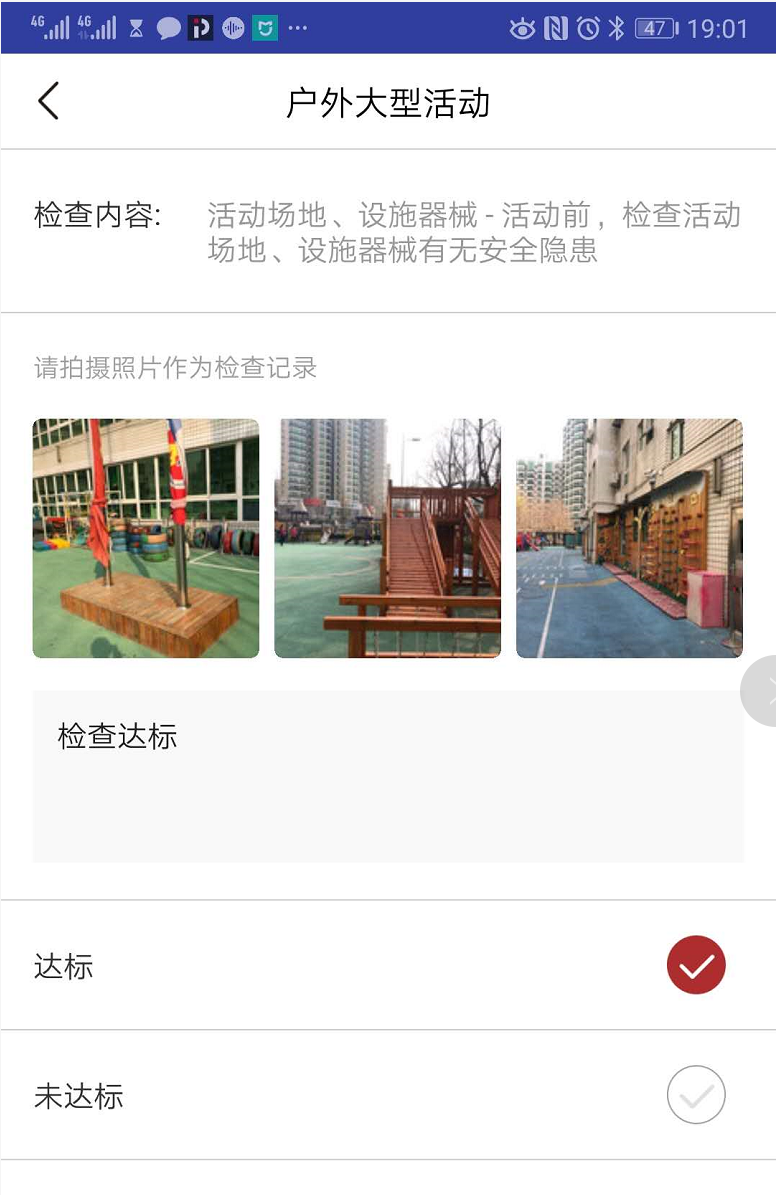 4G 4G 47 19:01
户外大型活动
检查内容: 活动场地、设施器械 - 活动前，检查活动
场地、设施器械有无安全隐患
请拍摄照片作为检查记录
检查达标
达标
未达标